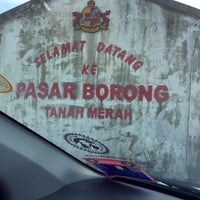 SELAMAT DATANG
KE
PASAR BORONG
TANAH MERAH